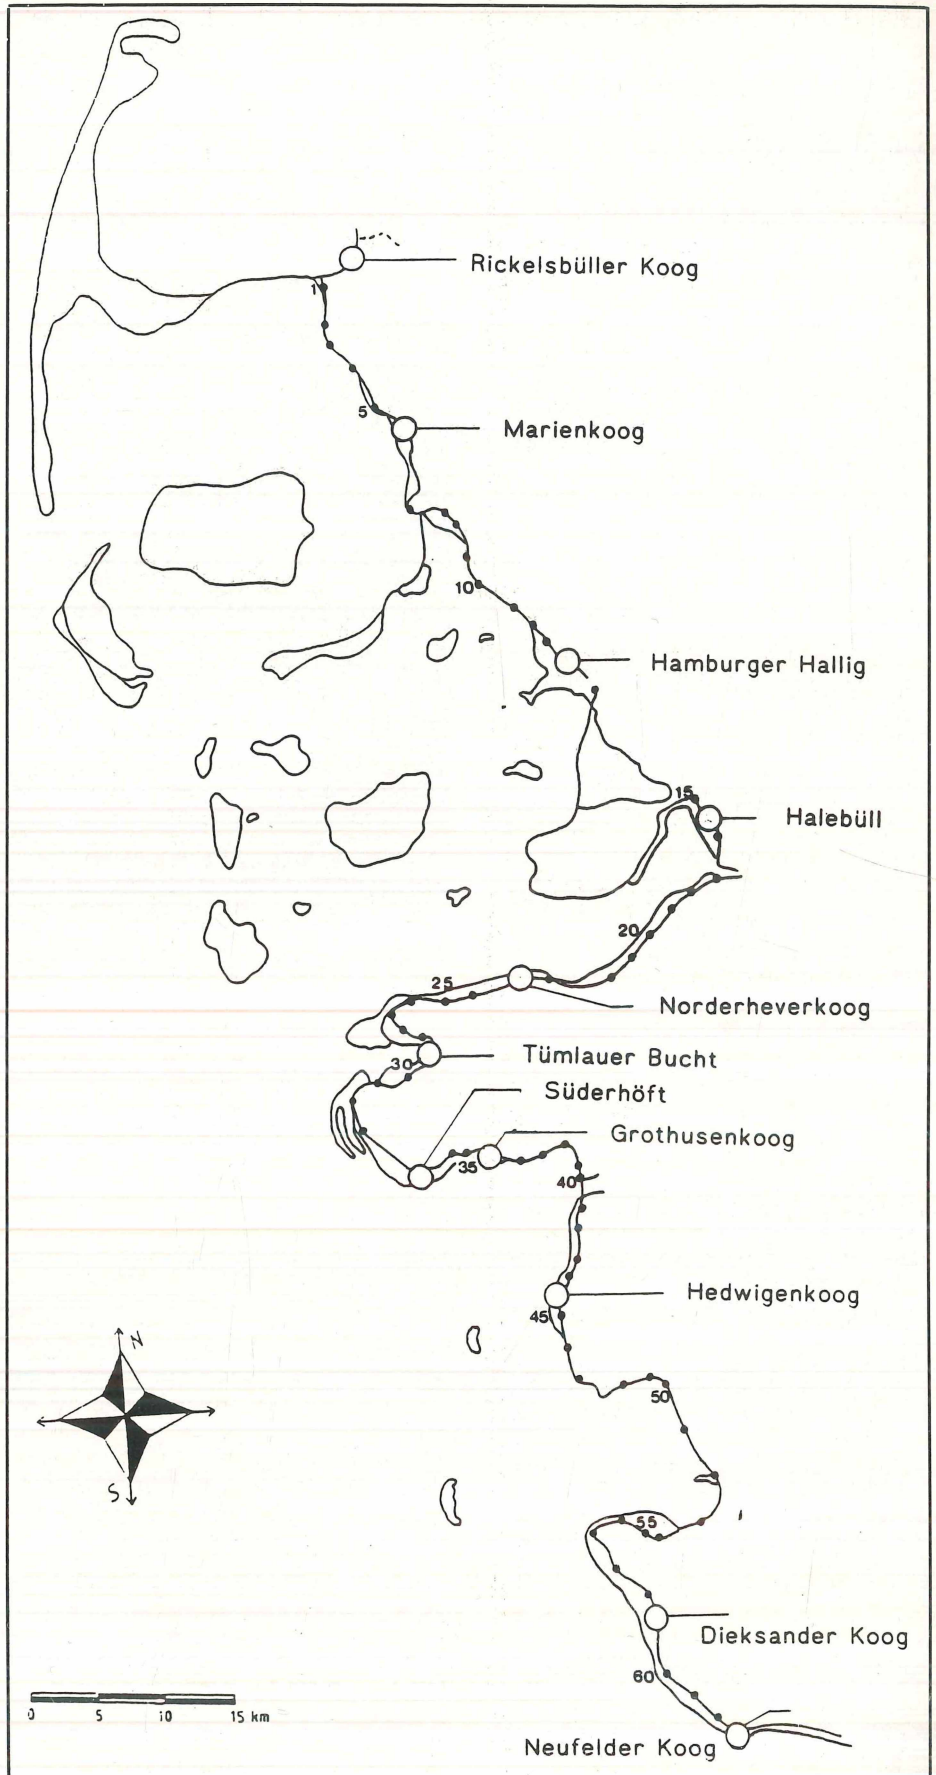 Rickelsbüller Koog
1
5
Marienkoog
10
Hamburger Hallig
15
Halebüll
20
25
Norderheverkoog
30
Tümlauer Bucht
Süderhöft
35
Grothusenkoog
40
45
Hedwigenkoog
N
50
S
55
Dieksander Koog
60
0 5 10 15 km
Neufelder Koog